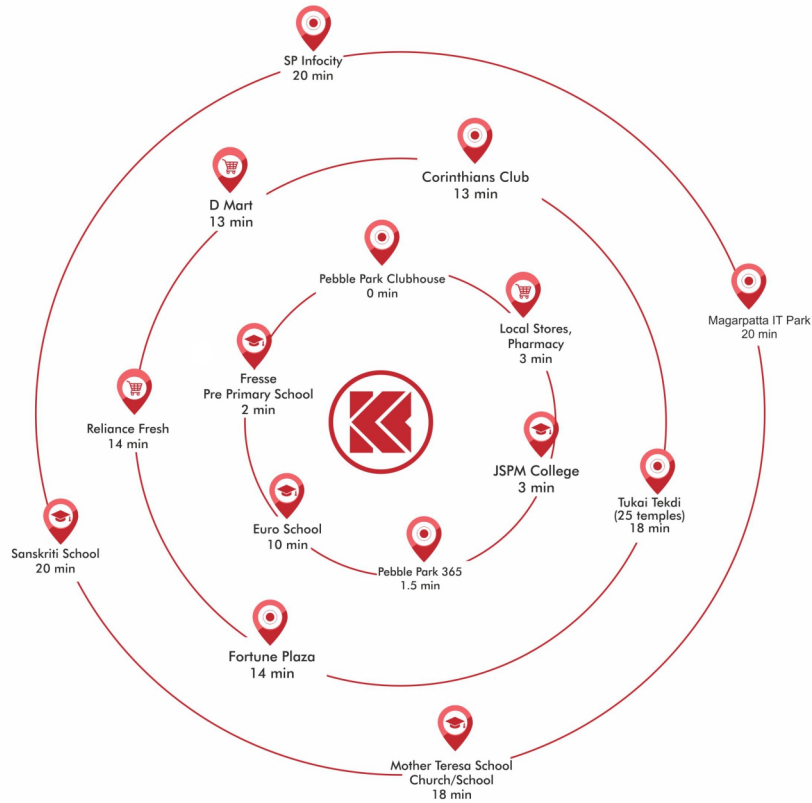 SP Infocity
20 min
Corinthians Club
13 min
D Mart
13 min
Pebble Park Clubhouse
0 min
Magarpatta IT Park
20 min
Local Stores,
Pharmacy
3 min
Fresse
Pre Primary School
2 min
Reliance Fresh
14 min
JSPM College
3 min
Tukai Tekdi
(25 temples)
18 min
Euro School
10 min
Sanskriti School
20 min
Pebble Park 365
1.5 min
Fortune Plaza
14 min
Mother Teresa School
Church/School
18 min